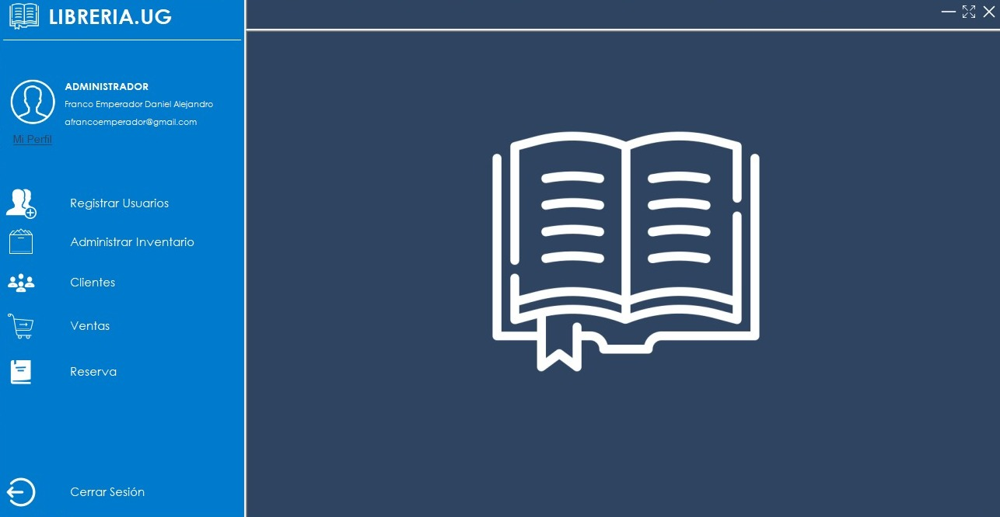 LIBRERIA.UG
ADMINISTRADOR
Franco Emperador Daniel Alejandro
afrancoemperador@gmail.com
Mi Perfil
Registrar Usuarios
Administrar Inventario
Clientes
Ventas
Reserva
Cerrar Sesión